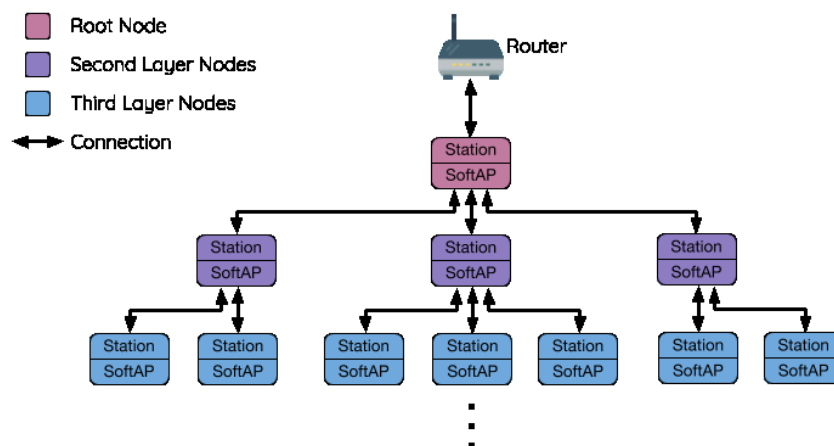 Root Node
Second Layer Nodes
Third Layer Nodes
Connection
Router
Station
SoftAP
Station
SoftAP
Station
SoftAP
Station
SoftAP
Station
SoftAP
Station
SoftAP
Station
SoftAP
Station
SoftAP
Station
SoftAP
Station
SoftAP
Station
SoftAP